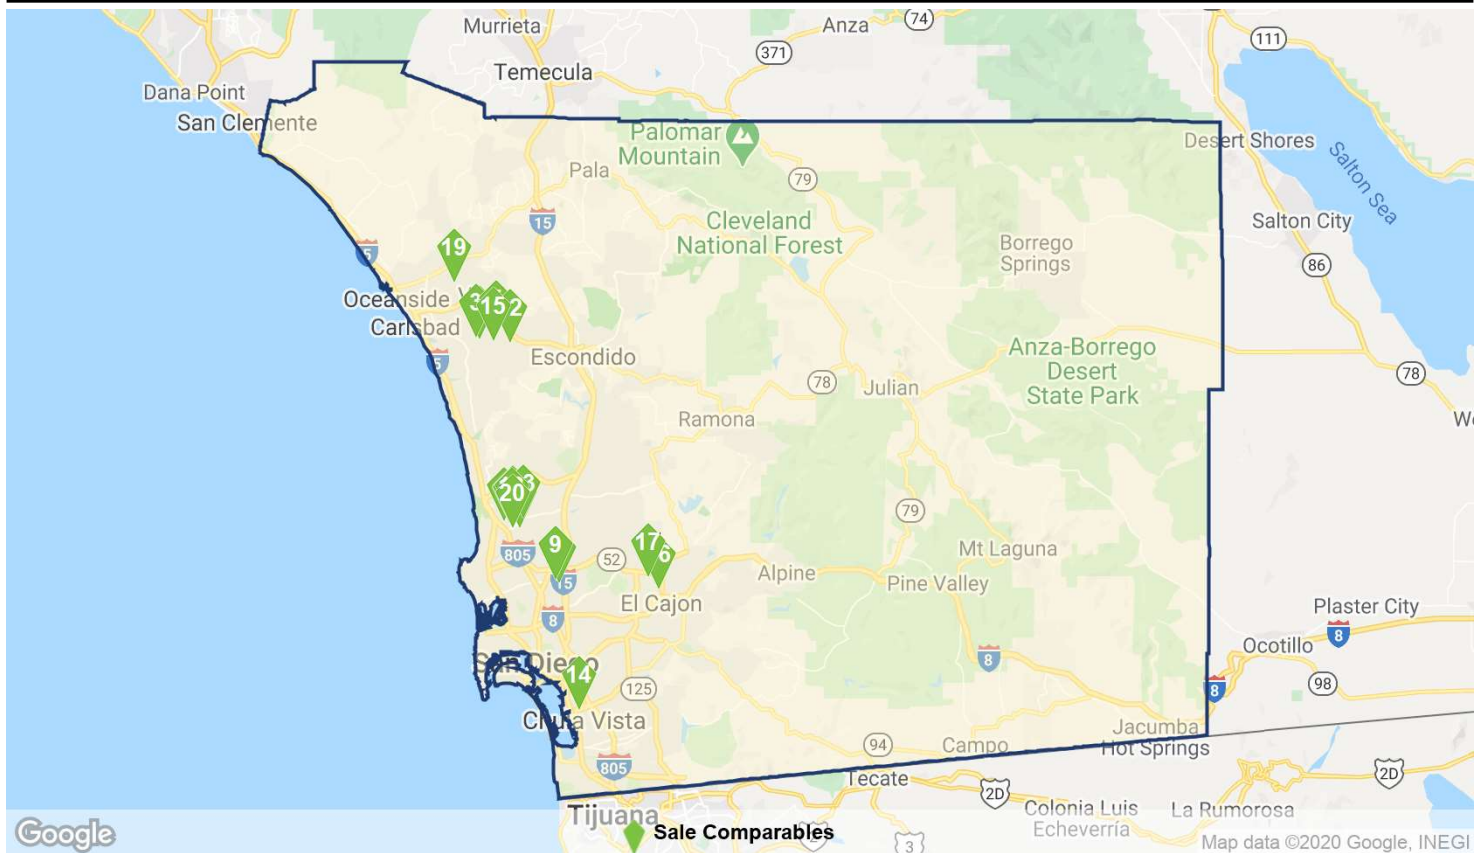 Murrieta
Anza
74
371
111
Temecula
Dana Point
San Clemente
Palomar
Mountain
Desert Shores
Salton Sea
Pala
79
15
Cleveland
National Forest
Borrego
Springs
Salton City
5
19
86
Oceanside
3
15
2
Carlsbad
5
Escondido
Anza-Borrego
Desert
State Park
78
78
Julian
Ramona
3
20
79
9
17
6
805
52
15
Mt Laguna
Alpine
Pine Valley
El Cajon
8
Plaster City
8
Ocotillo
San Diego
8
14
125
8
98
Chula Vista
Jacumba
Hot Springs
94
Campo
805
Tecate
2D
2D
Tijuana
Colonia Luis
Echeverría
La Rumorosa
Google
Sale Comparables
2
3
Map data ©2020 Google, INEGI